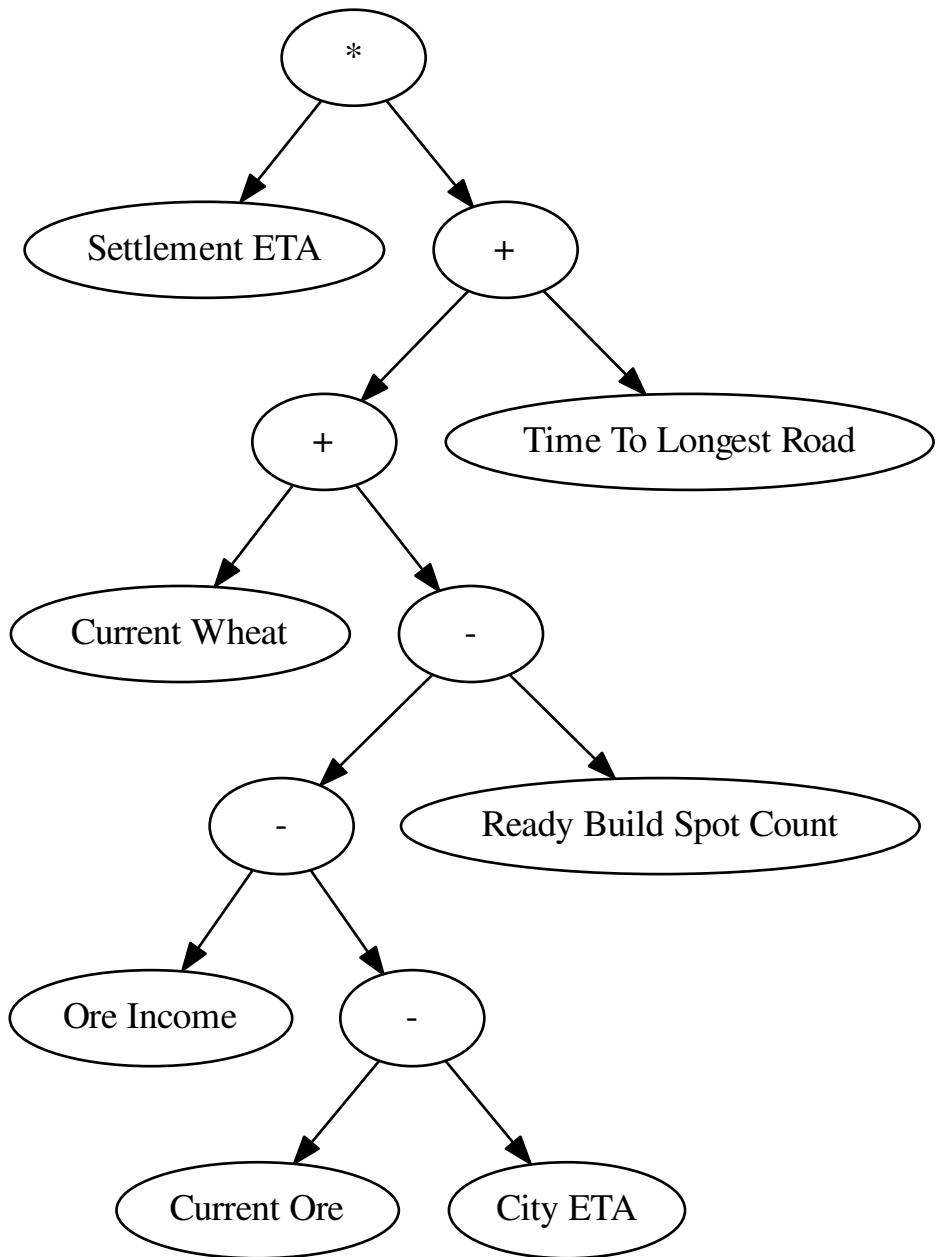 *
Settlement ETA
+
+
Time To Longest Road
Current Wheat
-
-
Ready Build Spot Count
Ore Income
-
Current Ore
City ETA